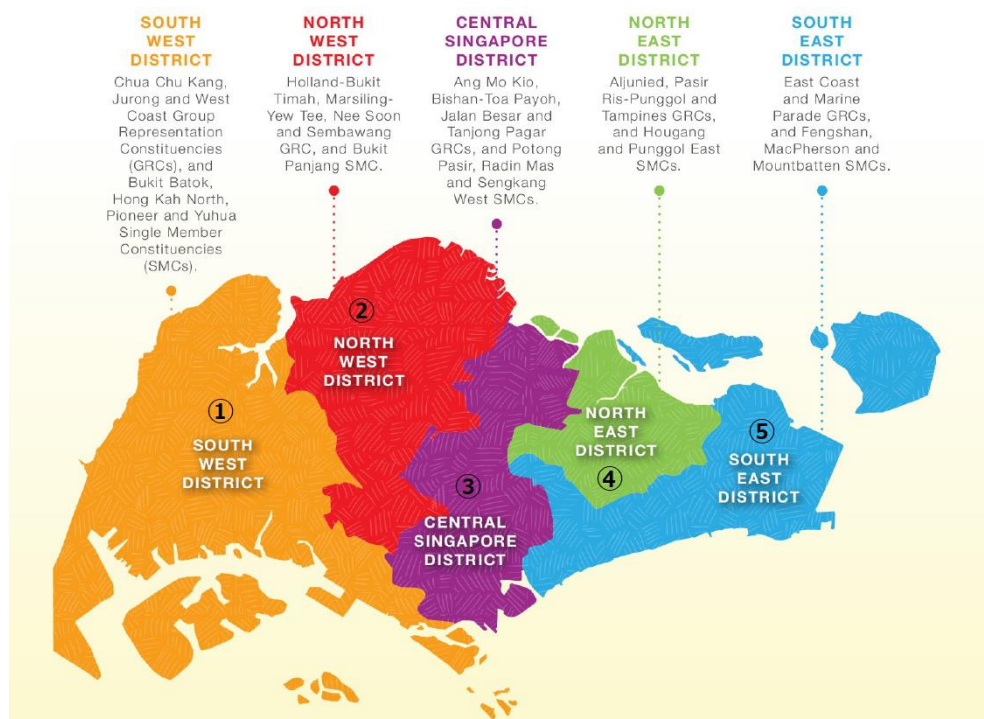 SOUTH
WEST
DISTRICT
Chua Chu Kang,
Jurong and West
Coast Group
Representation
Constituencies
(GRCs), and
Bukit Batok,
Hong Kah North,
Pioneer and Yuhua
Single Member
Constituencies
(SMCs).
NORTH
WEST
DISTRICT
Holland-Bukit
Timah, Marsiling-
Yew Tee, Nee Soon
and Sembawang
GRC, and Bukit
Panjang SMC.
CENTRAL
SINGAPORE
DISTRICT
Ang Mo Kio,
Bishan-Toa Payoh,
Jalan Besar and
Tanjong Pagar
GRCs, and Potong
Pasir, Radin Mas
and Sengkang
West SMCs.
NORTH
EAST
DISTRICT
Aljunied, Pasir
Ris-Punggol and
Tampines GRCs,
and Hougang
and Punggol East
SMCs.
SOUTH
EAST
DISTRICT
East Coast
and Marine
Parade GRCs,
and Fengshan,
MacPherson and
Mountbatten SMCs.
①
SOUTH
WEST
DISTRICT
②
NORTH
WEST
DISTRICT
③
CENTRAL
SINGAPORE
DISTRICT
NORTH
EAST
DISTRICT
④
⑤
SOUTH
EAST
DISTRICT